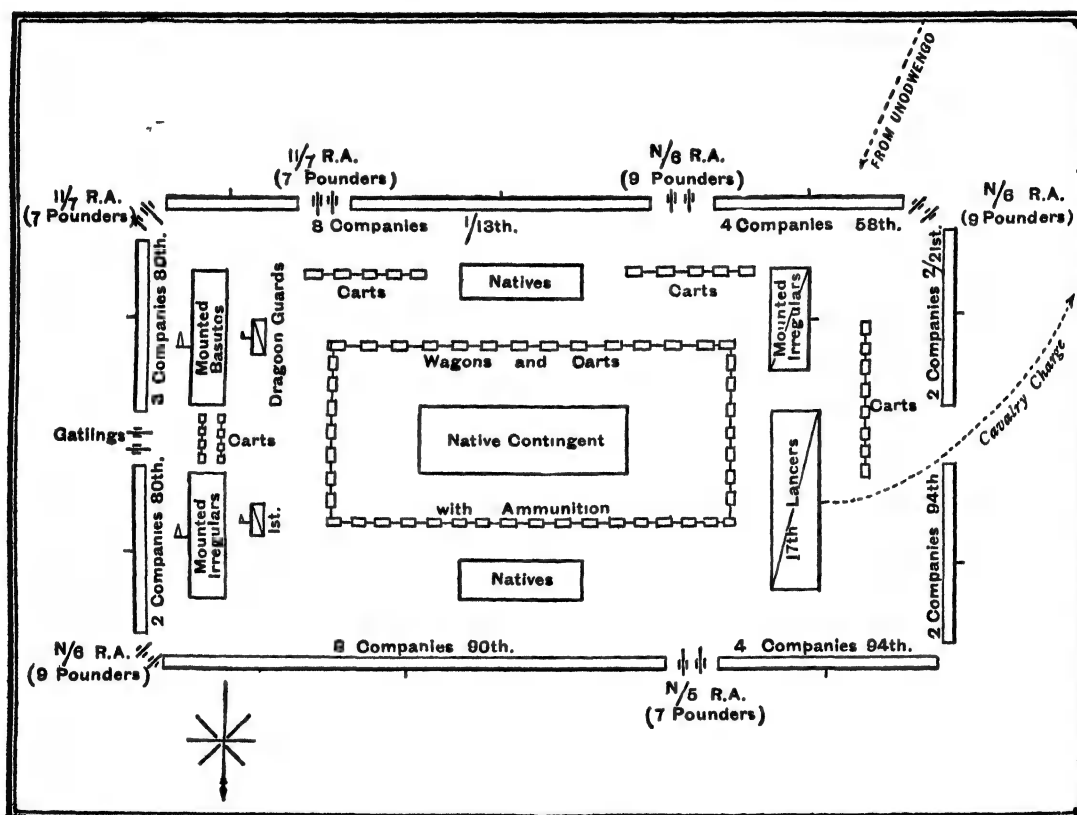 FROM UNODWENGO
11/7 R.A.
(7 Pounders)
11/7 R.A.
(7 Pounders)
N/6 R.A.
(9 Pounders)
N/6 R.A.
(9 Pounders)
8 Companies 1/13th.
4 Companies 58th.
3 Companies 80th.
Mounted
Basutos
Dragoon Guards
Carts
Natives
Carts
Mounted
Irregulars
2 Companies 2/21st.
Wagons and Carts
Carts
Cavalry Charge
Gatlings
Carts
Native Contingent
2 Companies 80th.
Mounted
Irregulars
1st.
with Ammunition
17th Lancers
2 Companies 94th
Natives
N/6 R.A.
(9 Pounders)
8 Companies 90th.
4 Companies 94th.
N/5 R.A.
(7 Pounders)